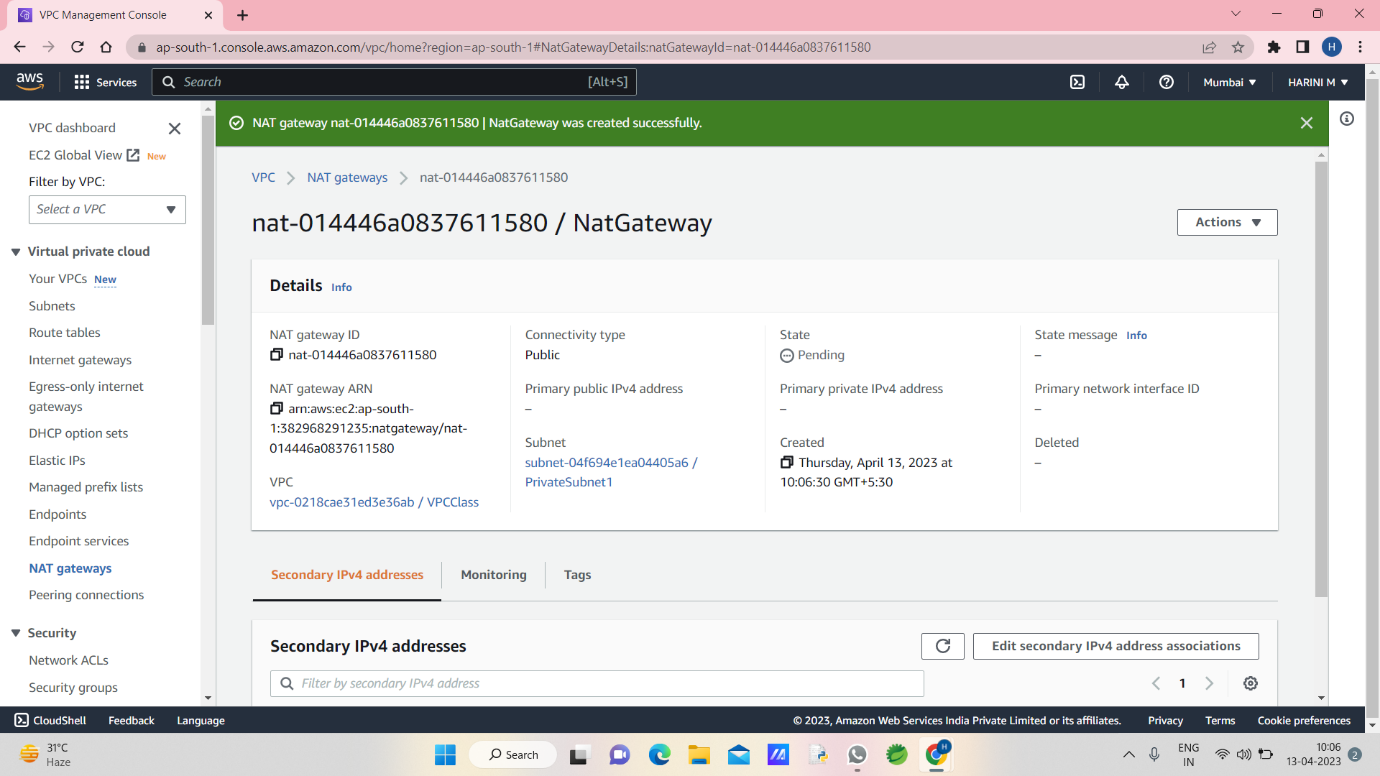 VPC Management Console
ap-south-1.console.aws.amazon.com/vpc/home?region=ap-south-1#NatGatewayDetails:natGatewayId=nat-014446a0837611580
H
aws
Services
Search
[Alt+S]
Mumbai
HARINI M
VPC dashboard
EC2 Global View New
Filter by VPC:
Select a VPC
Virtual private cloud
Your VPCs New
Subnets
Route tables
Internet gateways
Egress-only internet
gateways
DHCP option sets
Elastic IPs
Managed prefix lists
Endpoints
Endpoint services
NAT gateways
Peering connections
Security
Network ACLs
Security groups
NAT gateway nat-014446a0837611580 | NatGateway was created successfully.
VPC
NAT gateways
nat-014446a0837611580
nat-014446a0837611580 / NatGateway
Actions
Details Info
NAT gateway ID
nat-014446a0837611580
Connectivity type
Public
State
Pending
State message Info
–
NAT gateway ARN
arn:aws:ec2:ap-south-
1:382968291235:natgateway/nat-
014446a0837611580
Primary public IPv4 address
–
Primary private IPv4 address
–
Primary network interface ID
–
VPC
vpc-0218cae31ed3e36ab / VPCClass
Subnet
subnet-04f694e1ea04405a6 /
PrivateSubnet1
Created
Thursday, April 13, 2023 at
10:06:30 GMT+5:30
Deleted
–
Secondary IPv4 addresses
Monitoring
Tags
Secondary IPv4 addresses
Edit secondary IPv4 address associations
Filter by secondary IPv4 address
1
CloudShell
Feedback
Language
© 2023, Amazon Web Services India Private Limited or its affiliates.
Privacy
Terms
Cookie preferences
31°C
Haze
Search
H
ENG
IN
10:06
13-04-2023
2